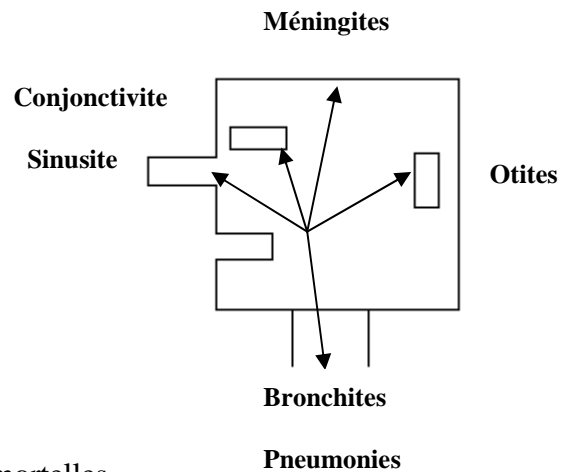 Méningites
Conjonctivite
Sinusite
Otites
Bronchites
Pneumonies